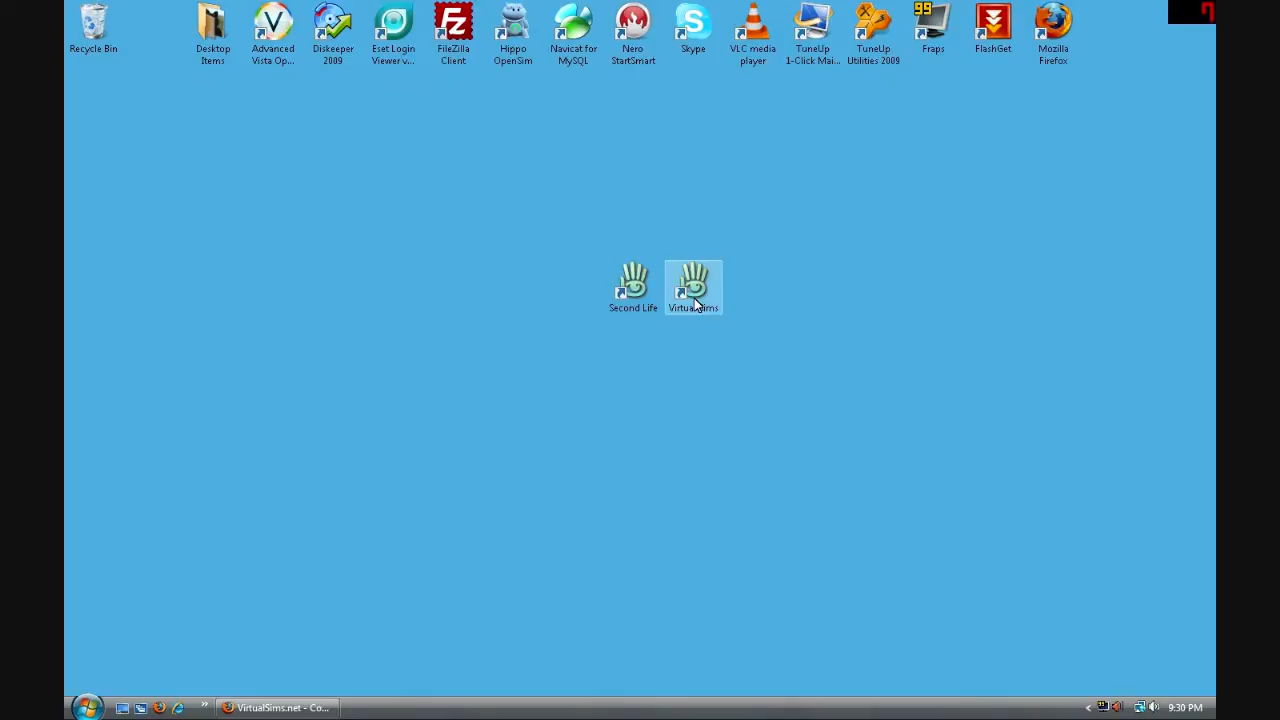 Recycle Bin
Desktop
Items
Advanced
Vista Op...
Diskeeper
2009
Eset Login
Viewer v...
FileZilla
Client
Hippo
OpenSim
Navicat for
MySQL
Nero
StartSmart
Skype
VLC media
player
TuneUp
1-Click Mai...
TuneUp
Utilities 2009
99
Fraps
FlashGet
Mozilla
Firefox
Second Life
VirtualSims
VirtualSims.net - Co...
9:30 PM